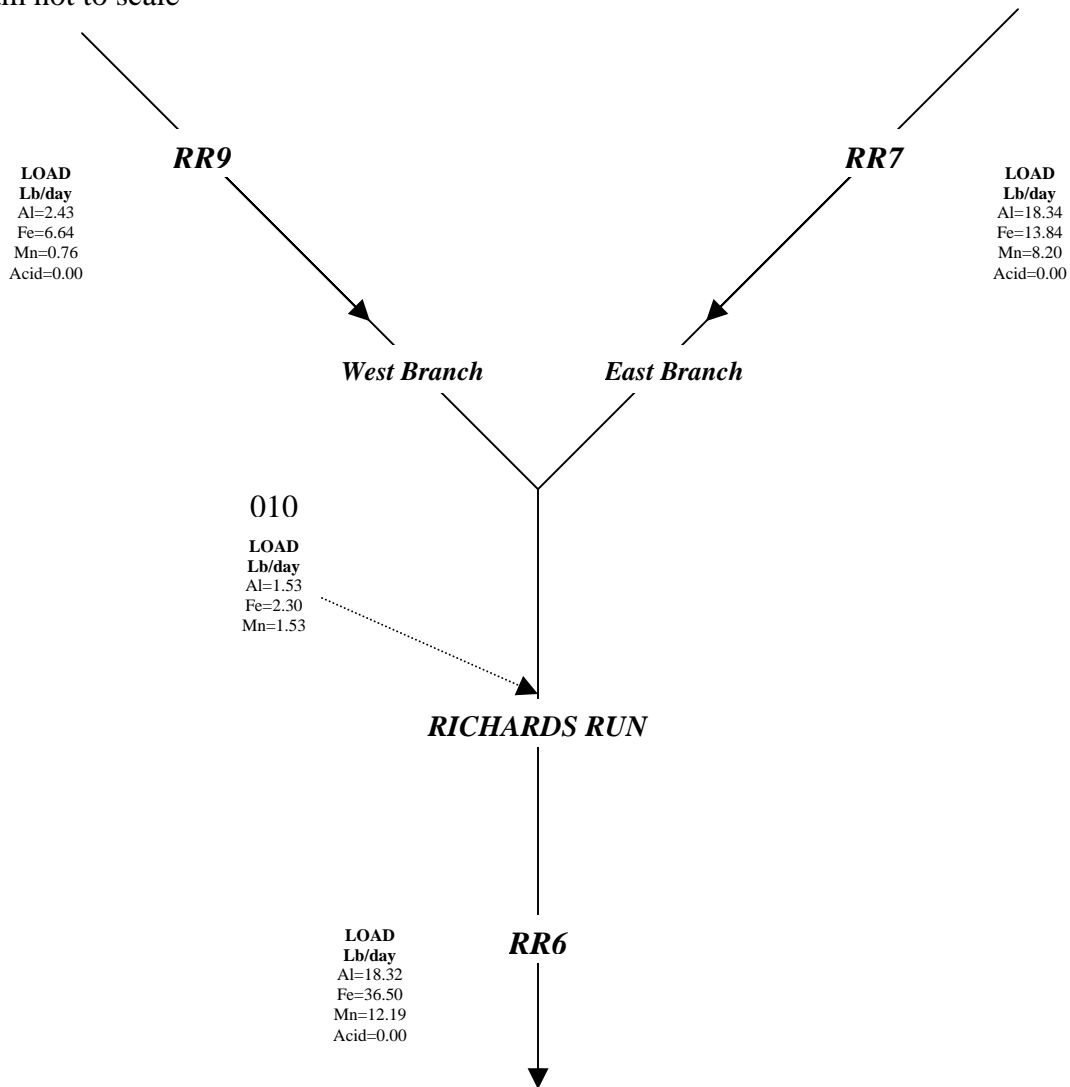 not to scale
RR9
RR7
LOAD
Lb/day
Al=2.43
Fe=6.64
Mn=0.76
Acid=0.00
LOAD
Lb/day
Al=18.34
Fe=13.84
Mn=8.20
Acid=0.00
West Branch
East Branch
010
LOAD
Lb/day
Al=1.53
Fe=2.30
Mn=1.53
RICHARDS RUN
RR6
LOAD
Lb/day
Al=18.32
Fe=36.50
Mn=12.19
Acid=0.00